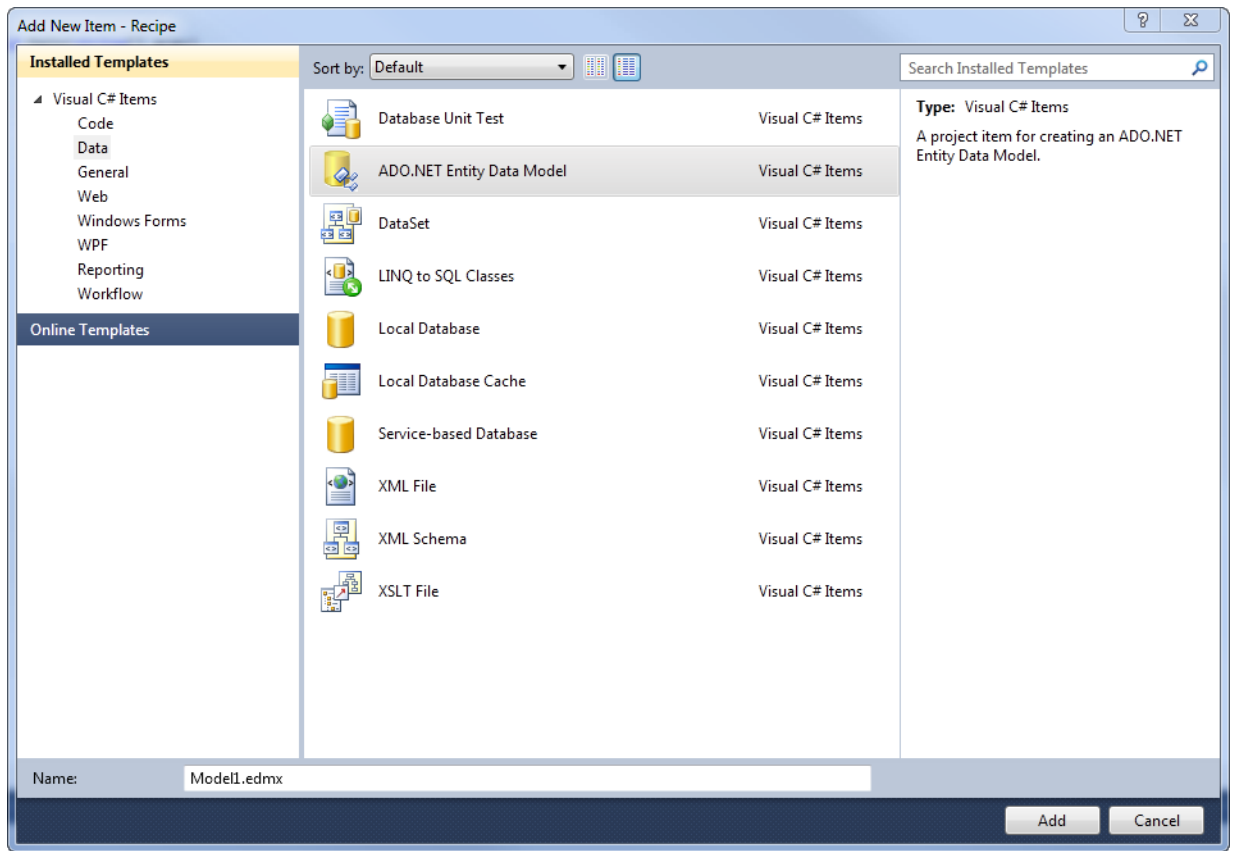 Add New Item - Recipe
Installed Templates
Visual C# Items
Code
Data
General
Web
Windows Forms
WPF
Reporting
Workflow
Online Templates
Sort by: Default
Database Unit Test Visual C# Items
ADO.NET Entity Data Model Visual C# Items
DataSet Visual C# Items
LINQ to SQL Classes Visual C# Items
Local Database Visual C# Items
Local Database Cache Visual C# Items
Service-based Database Visual C# Items
XML File Visual C# Items
XML Schema Visual C# Items
XSLT File Visual C# Items
Search Installed Templates
Type: Visual C# Items
A project item for creating an ADO.NET
Entity Data Model.
Name: Model1.edmx
Add Cancel